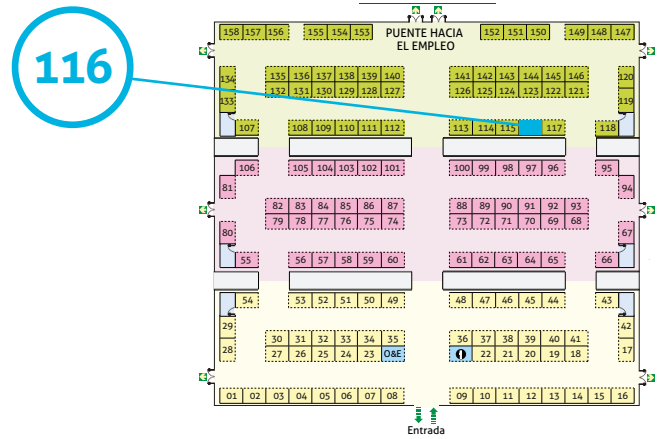 158 157 156 155 154 153 PUENTE HACIA 152 151 150 149 148 147
EL EMPLEO
116
134 135 136 137 138 139 140 141 142 143 144 145 146 120
133 132 131 130 129 128 127 126 125 124 123 122 121 119
107 108 109 110 111 112 113 114 115 117 118
106 105 104 103 102 101 100 99 98 97 96 95
81 94
82 83 84 85 86 87 88 89 90 91 92 93
79 78 77 76 75 74 73 72 71 70 69 68
80 67
55 56 57 58 59 60 61 62 63 64 65 66
54 53 52 51 50 49 48 47 46 45 44 43
29 42
30 31 32 33 34 35 36 37 38 39 40 41
28 27 26 25 24 23 O&E 22 21 20 19 18 17
01 02 03 04 05 06 07 08 09 10 11 12 13 14 15 16
Entrada